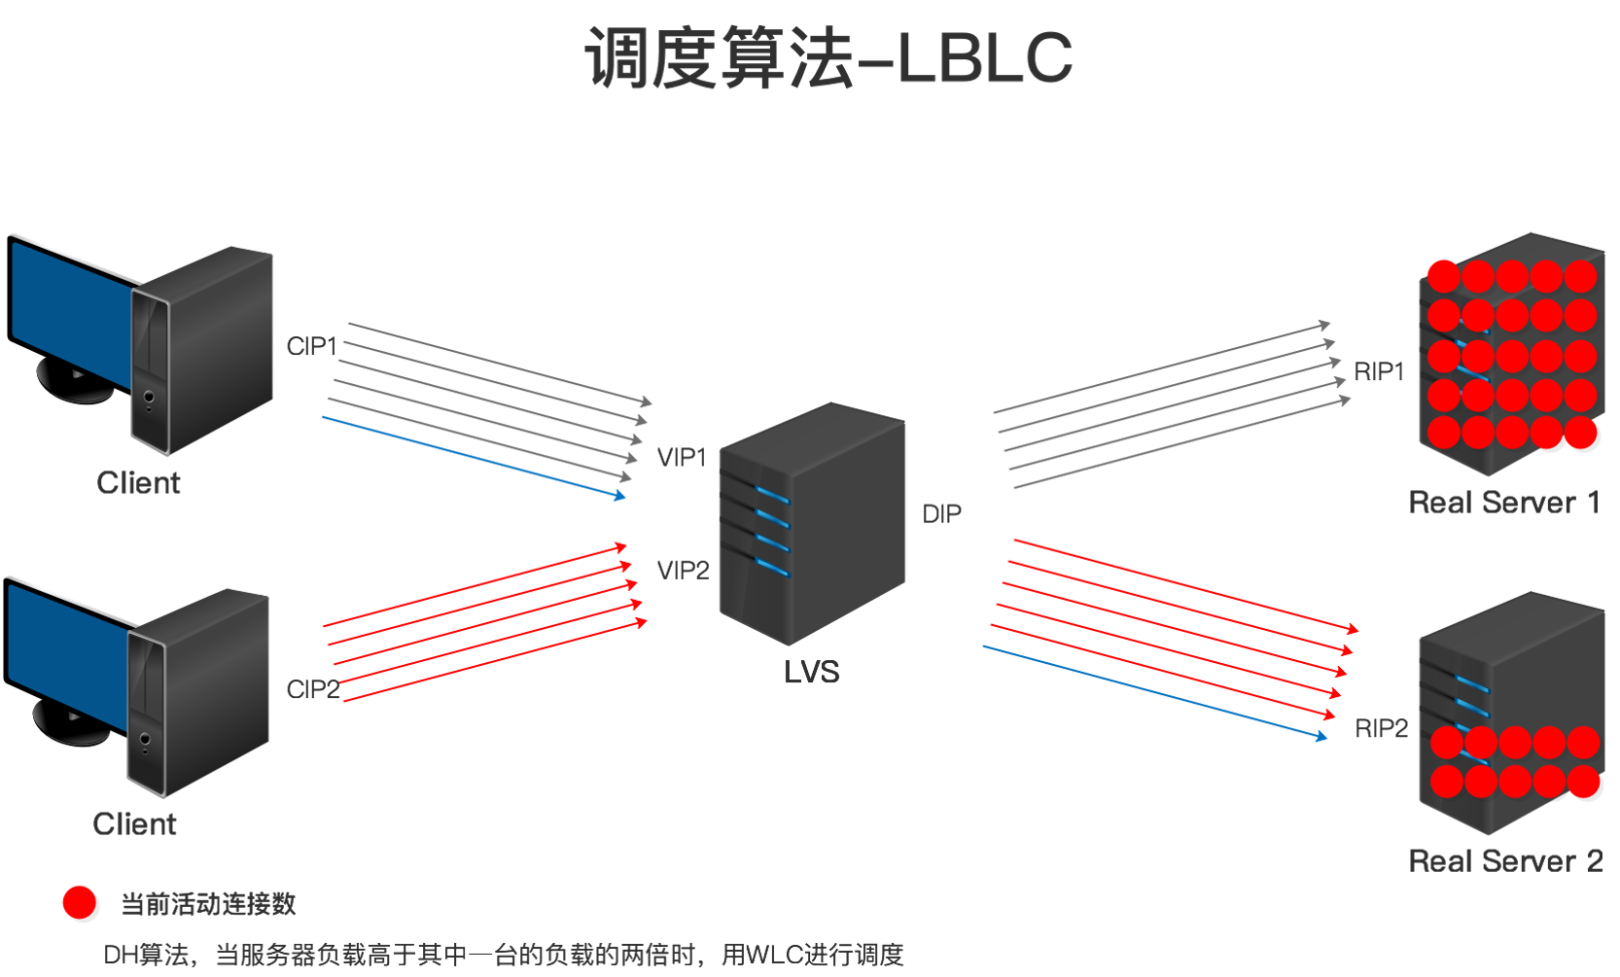 调度算法-LBLC
CIP1
Client
VIP1
VIP2
DIP
LVS
RIP1
Real Server 1
CIP2
Client
RIP2
Real Server 2
当前活动连接数
DH算法，当服务器负载高于其中一台的负载的两倍时，用WLC进行调度